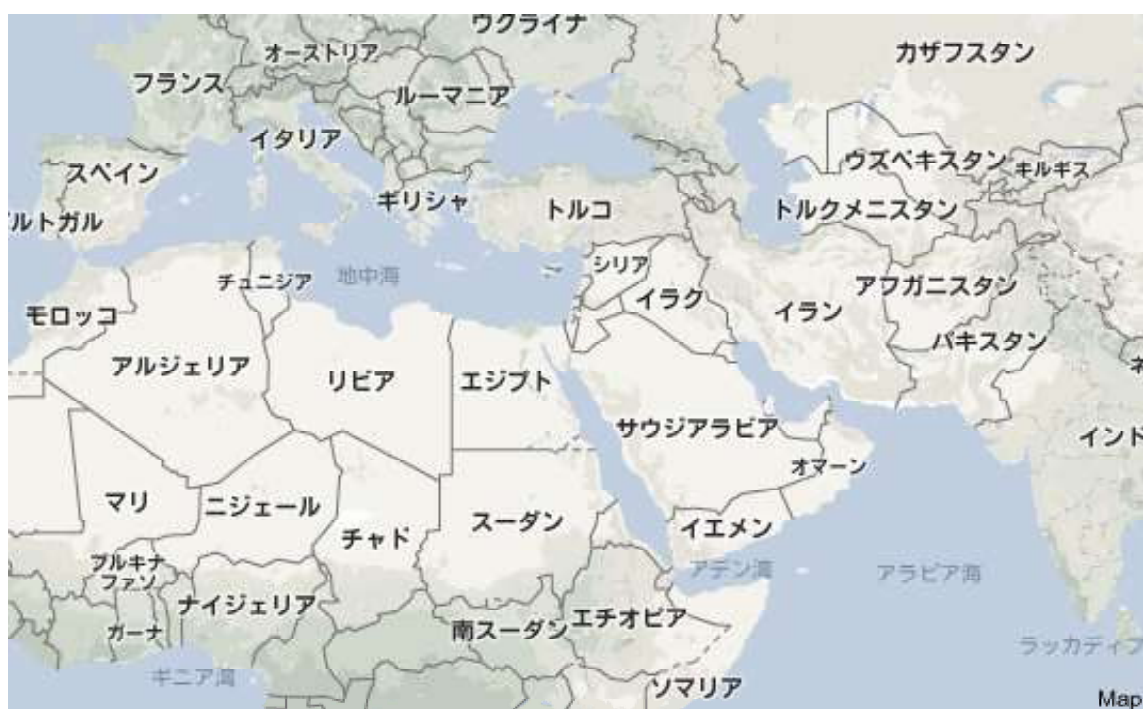 ウクライナ
オーストリア
カザフスタン
フランス
ルーマニア
イタリア
ウズベキスタン
キルギス
スペイン
ギリシャ
トルコ
トルクメニスタン
ルトガル
シリア
チュニジア
地中海
イラク
イラン
アフガニスタン
モロッコ
パキスタン
アルジェリア
リビア
エジプト
サウジアラビア
インド
オマーン
マリ
ニジェール
スーダン
イエメン
チャド
ブルキナ
ファソ
アデン湾
アラビア海
ナイジェリア
エチオピア
ガーナ
南スーダン
ラッカディブ
ギニア湾
ソマリア
Map